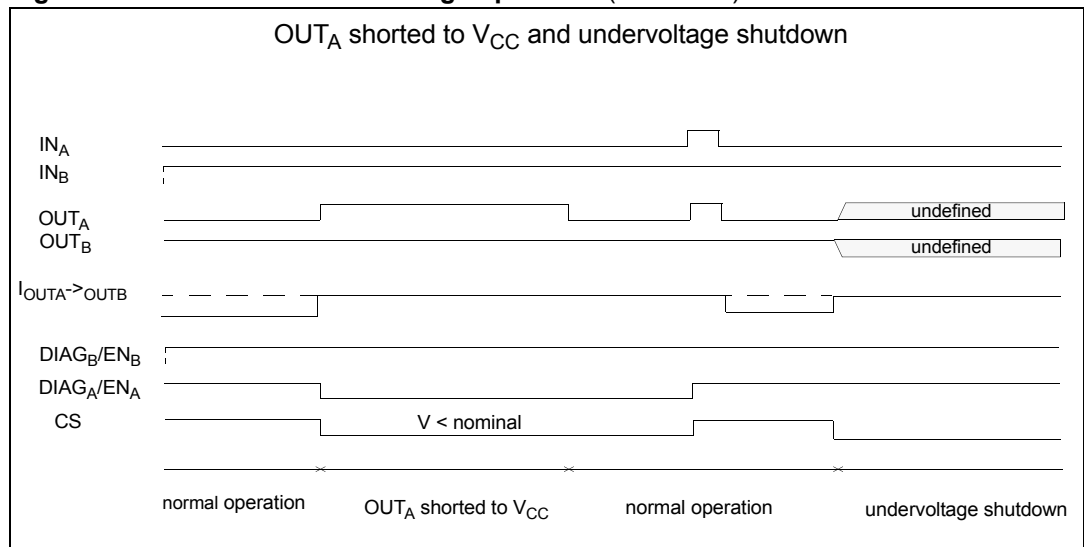 OUTA shorted to VCC and undervoltage shutdown
INA
INB
OUTA
undefined
OUTB
undefined
IOUTA->OUTB
DIAGB/ENB
DIAGA/ENA
CS
V < nominal
normal operation
OUTA shorted to VCC
normal operation
undervoltage shutdown